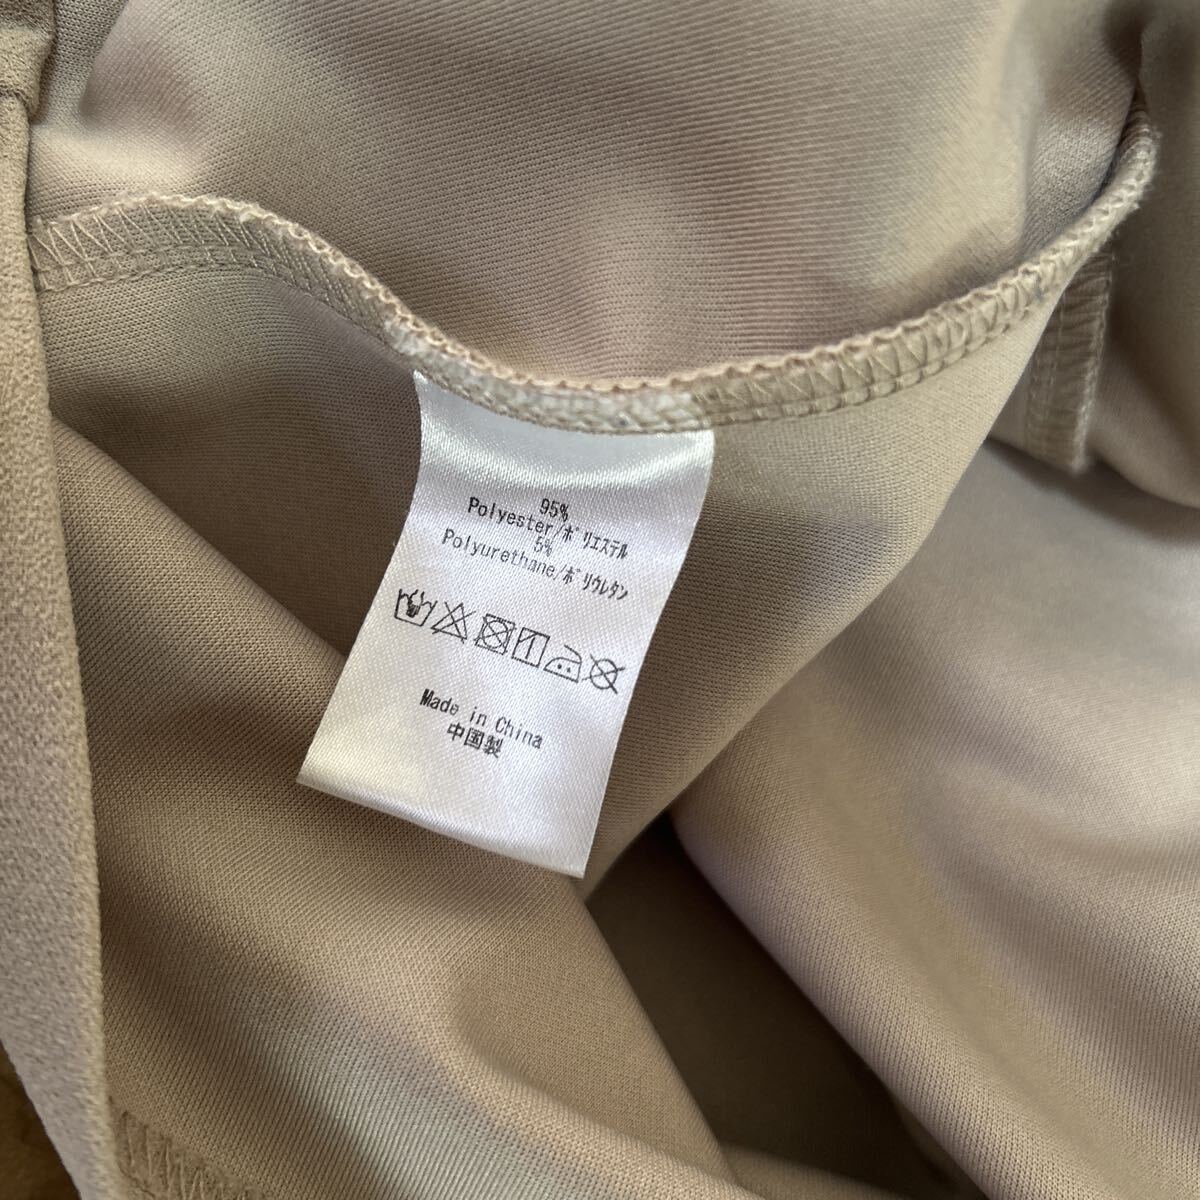 95%
Polyester/ﾎﾟﾘｴｽﾃﾙ
5%
Polyurethane/ﾎﾟﾘｳﾚﾀﾝ
Made in China
中国製